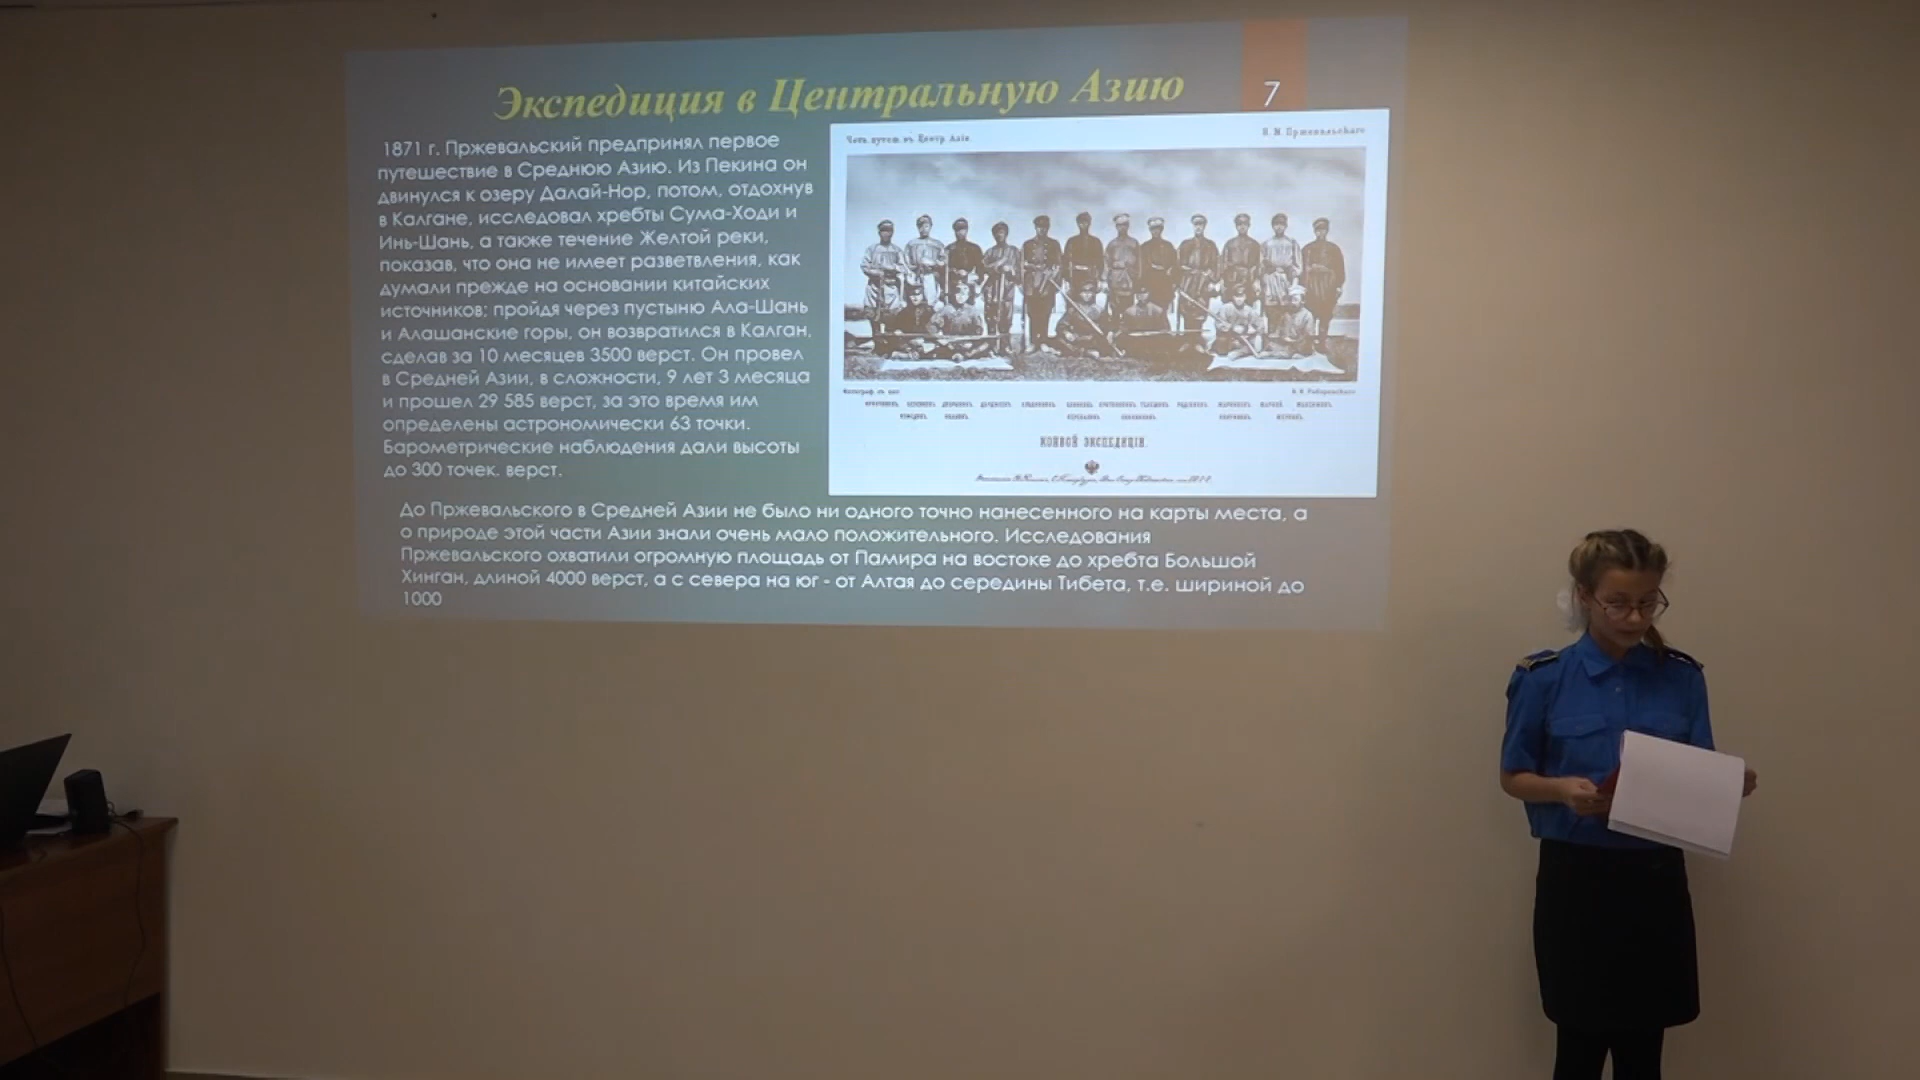 Экспедиция в Центральную Азию
7
1871 г. Пржевальский предпринял первое
путешествие в Среднюю Азию. Из Пекина он
двинулся к озеру Далай-Нор, потом, отдохнув
в Калгане, исследовал хребты Сума-Ходи и
Инь-Шань, а также течение Желтой реки,
показав, что она не имеет разветвления, как
думали прежде на основании китайских
источников; пройдя через пустыню Ала-Шань
и Алашанские горы, он возвратился в Калган,
сделав за 10 месяцев 3500 верст. Он провел
в Средней Азии, в сложности, 9 лет 3 месяца
и прошел 29 585 верст, за это время им
определены астрономически 63 точки.
Барометрические наблюдения дали высоты
до 300 точек. верст.
Н. М. Пржевальскаго
КОНВОЙ ЭКСПЕДИЦІИ
До Пржевальского в Средней Азии не было ни одного точно нанесенного на карты места, а
о природе этой части Азии знали очень мало положительного. Исследования
Пржевальского охватили огромную площадь от Памира на востоке до хребта Большой
Хинган, длиной 4000 верст, а с севера на юг - от Алтая до середины Тибета, т.е. шириной до
1000